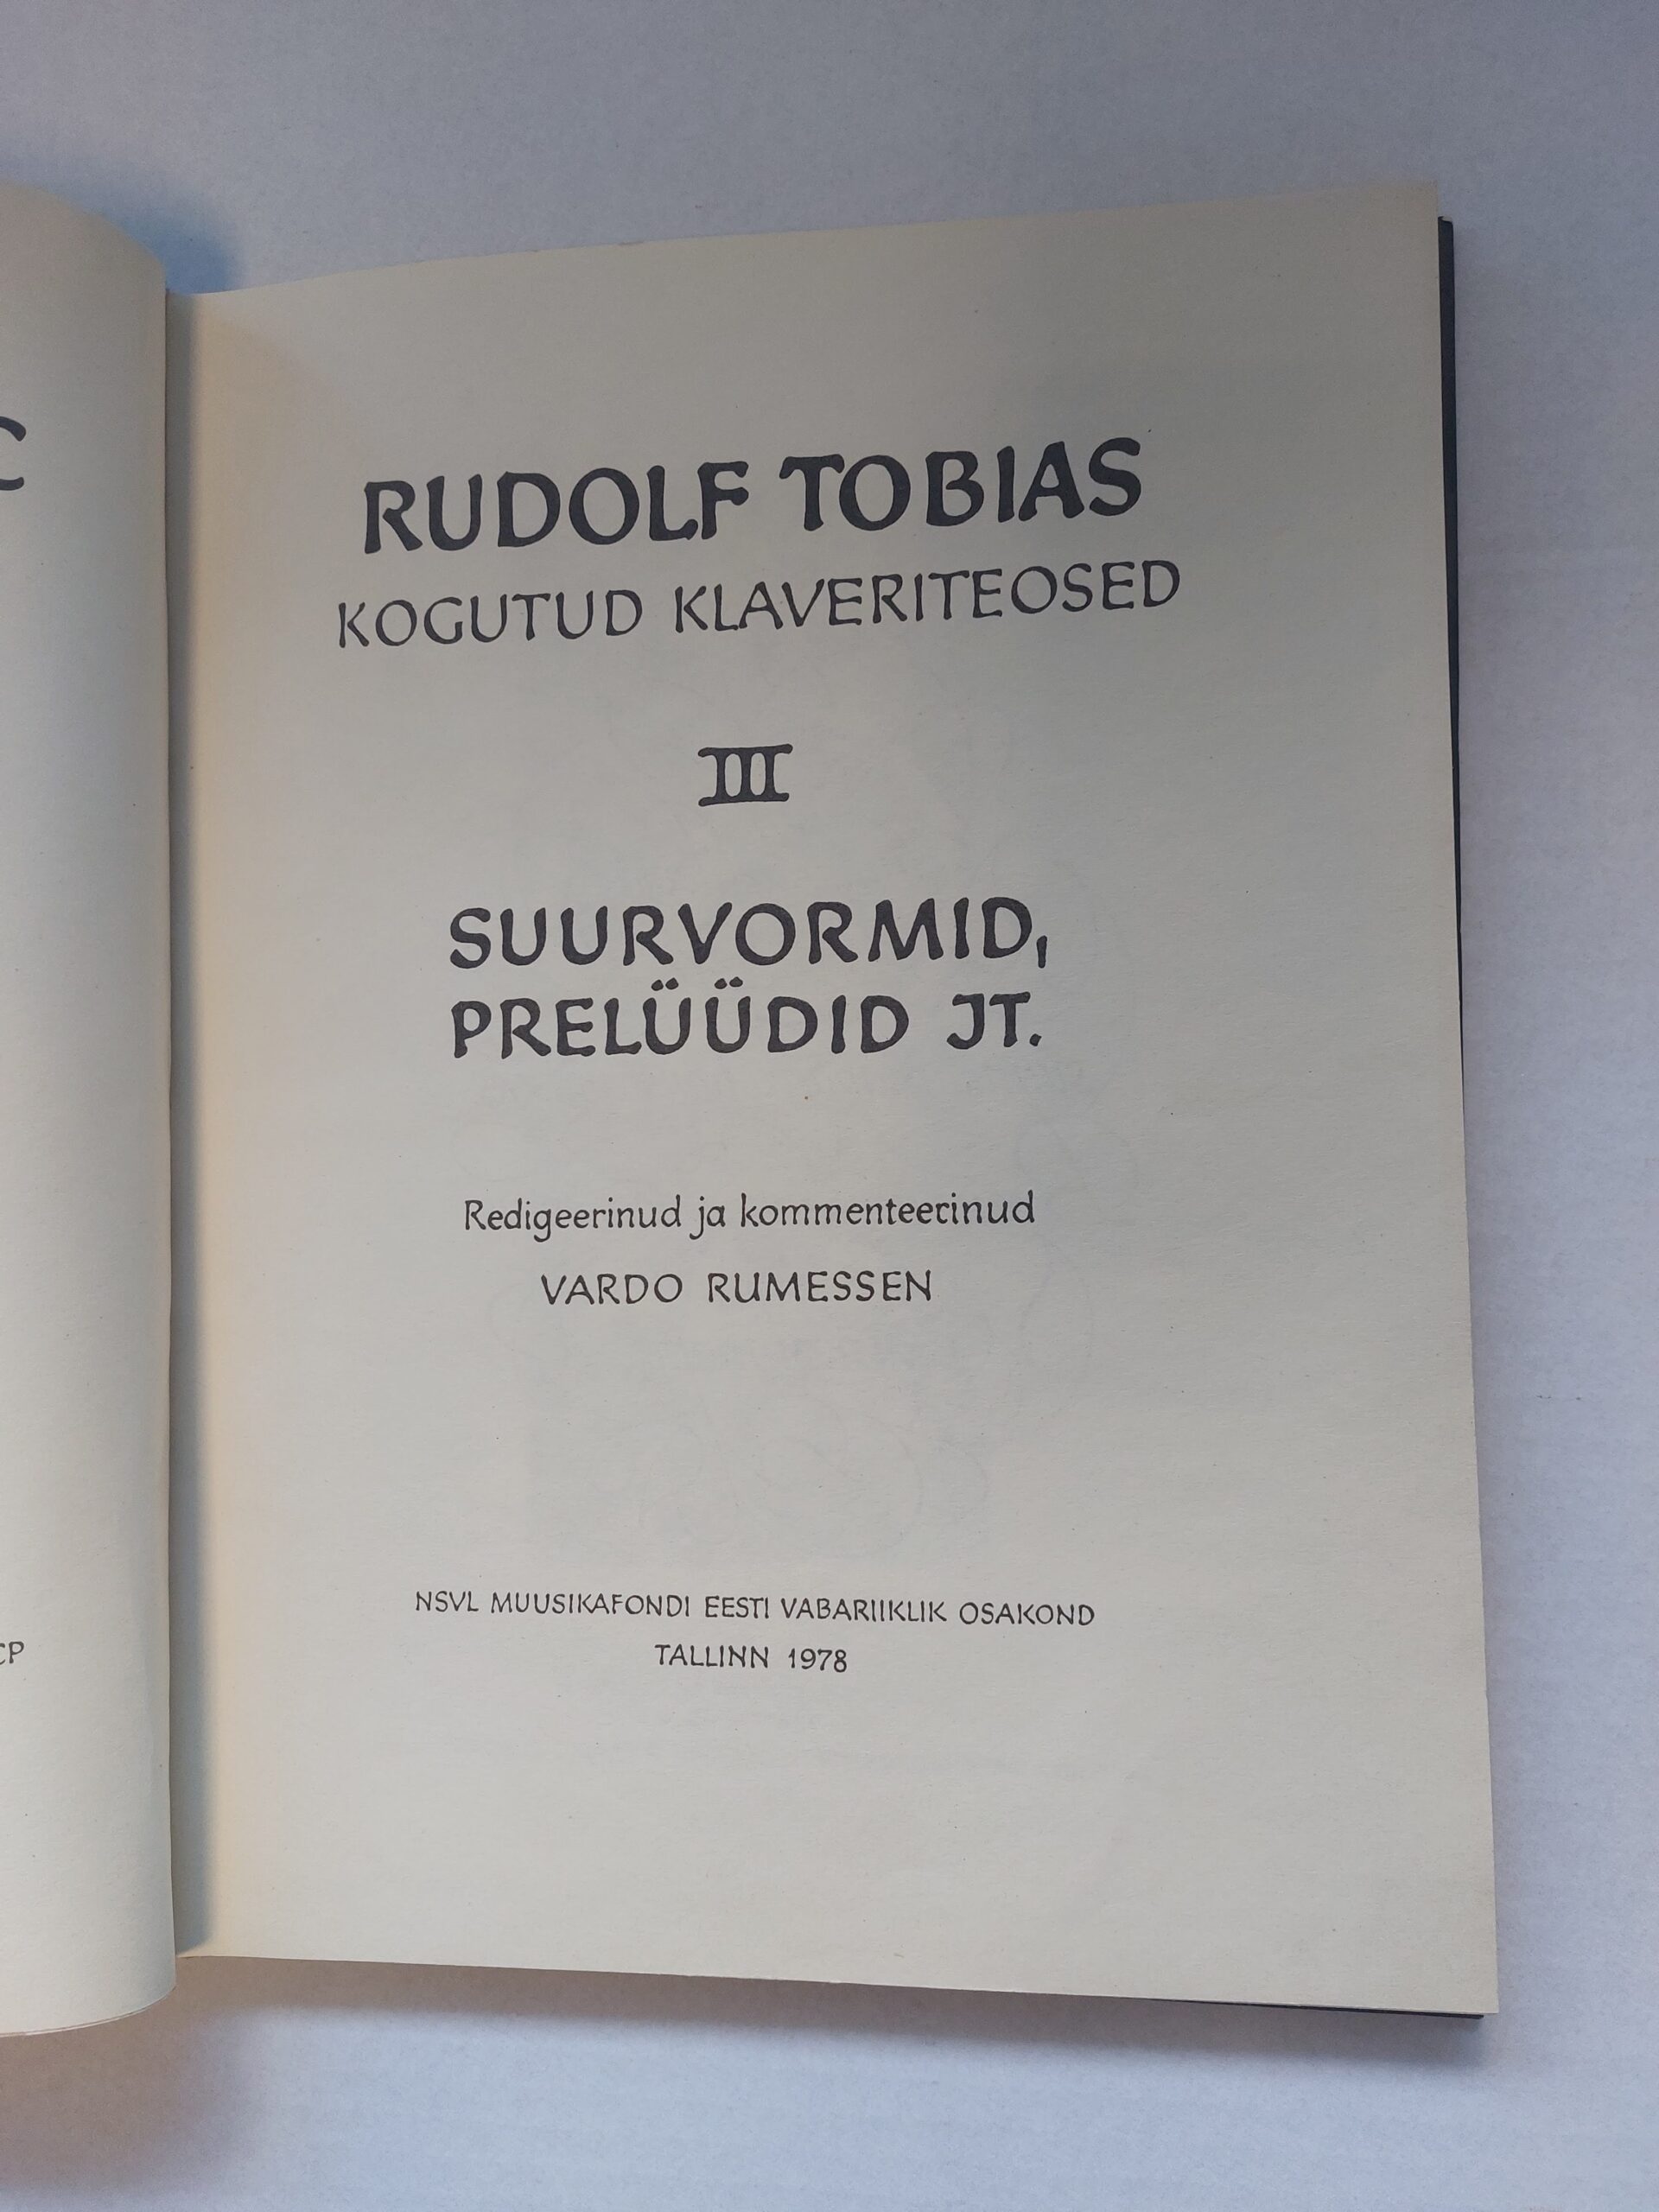 RUDOLF TOBIAS
KOGUTUD KLAVERITEOSED
III
SUURVORMID,
PRELÜÜDID JT.
Redigeerinud ja kommenteerinud
VARDO RUMESSEN
NSVL MUUSIKAFONDI EESTI VABARIIKLIK OSAKOND
TALLINN 1978